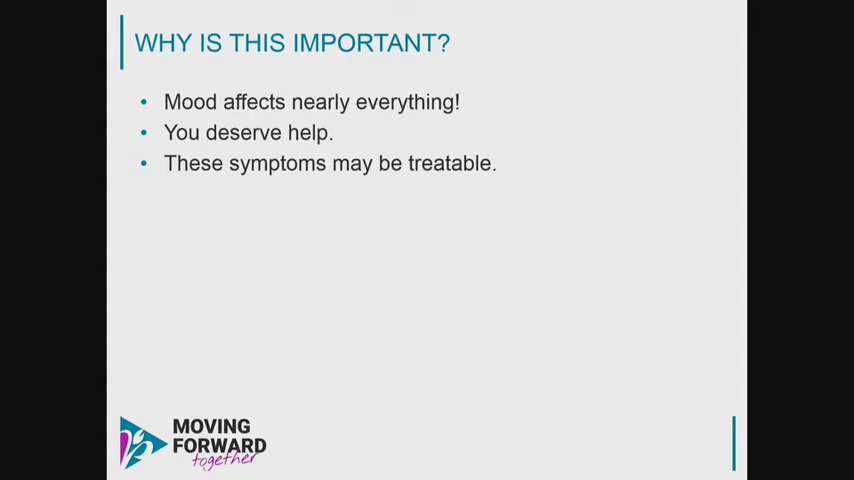 WHY IS THIS IMPORTANT?
• Mood affects nearly everything!
• You deserve help.
• These symptoms may be treatable.
MOVING
FORWARD
together